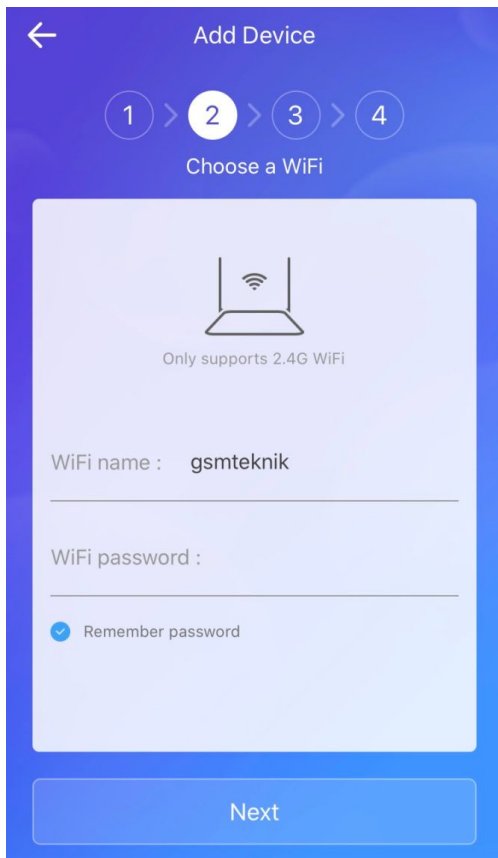 Add Device
1 > 2 > 3 > 4
Choose a WiFi
Only supports 2.4G WiFi
WiFi name : gsmteknik
WiFi password :
Remember password
Next